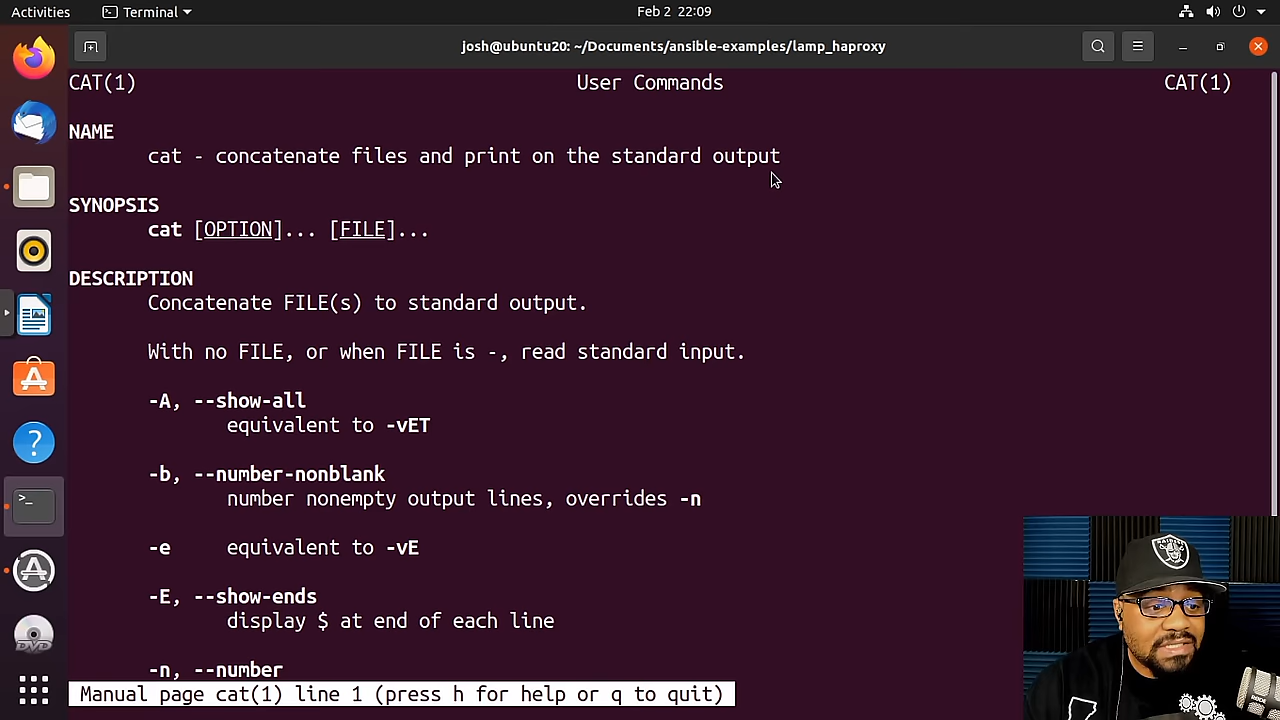 Activities
Terminal
Feb 2 22:09
josh@ubuntu20: ~/Documents/ansible-examples/lamp_haproxy
CAT(1) User Commands CAT(1)
NAME
cat - concatenate files and print on the standard output
SYNOPSIS
cat [OPTION]... [FILE]...
DESCRIPTION
Concatenate FILE(s) to standard output.
With no FILE, or when FILE is -, read standard input.
-A, --show-all
equivalent to -vET
-b, --number-nonblank
number nonempty output lines, overrides -n
-e equivalent to -vE
-E, --show-ends
display $ at end of each line
-n, --number
Manual page cat(1) line 1 (press h for help or q to quit)